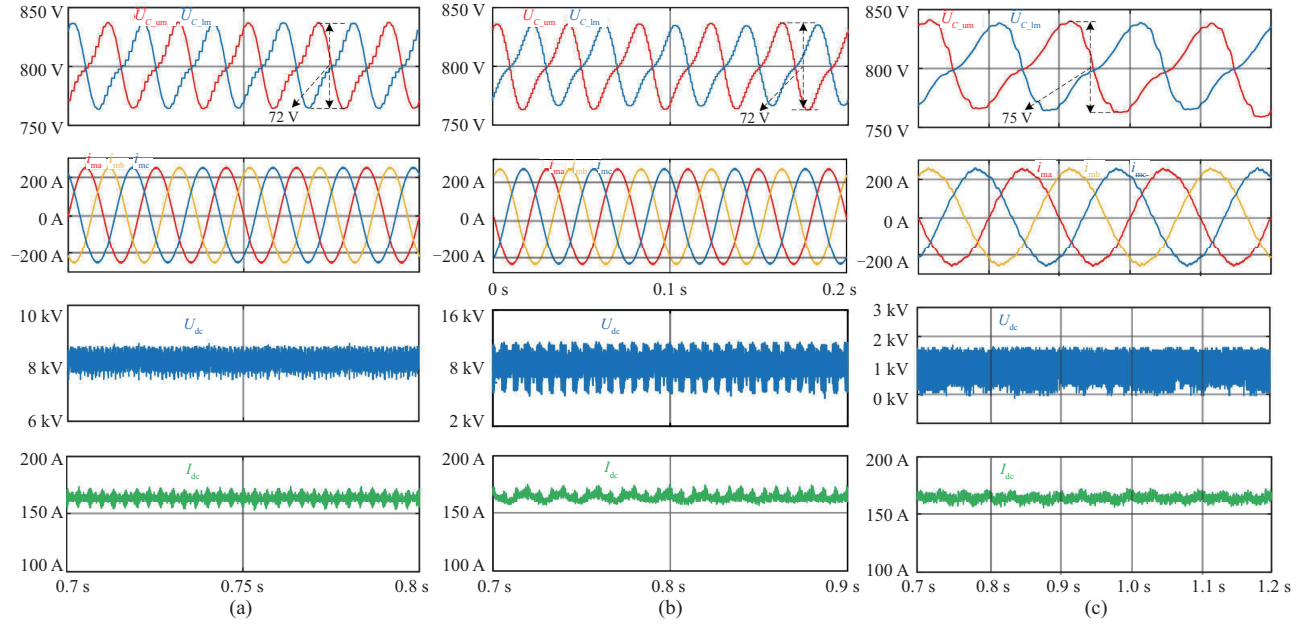 850 V
U_C_um U_C_lm
800 V
72 V
750 V
i_ma i_mb i_mc
200 A
0 A
−200 A
10 kV
U_dc
8 kV
6 kV
200 A
I_dc
150 A
100 A
0.7 s 0.75 s 0.8 s
(a)
850 V
U_C_um U_C_lm
800 V
72 V
750 V
i_ma i_mb i_mc
200 A
0 A
−200 A
0 s 0.1 s 0.2 s
16 kV
U_dc
8 kV
2 kV
200 A
I_dc
150 A
100 A
0.7 s 0.8 s 0.9 s
(b)
850 V
U_C_um U_C_lm
800 V
75 V
750 V
i_ma i_mb i_mc
200 A
0 A
−200 A
3 kV
U_dc
2 kV
1 kV
0 kV
200 A
I_dc
150 A
100 A
0.7 s 0.8 s 0.9 s 1.0 s 1.1 s 1.2 s
(c)